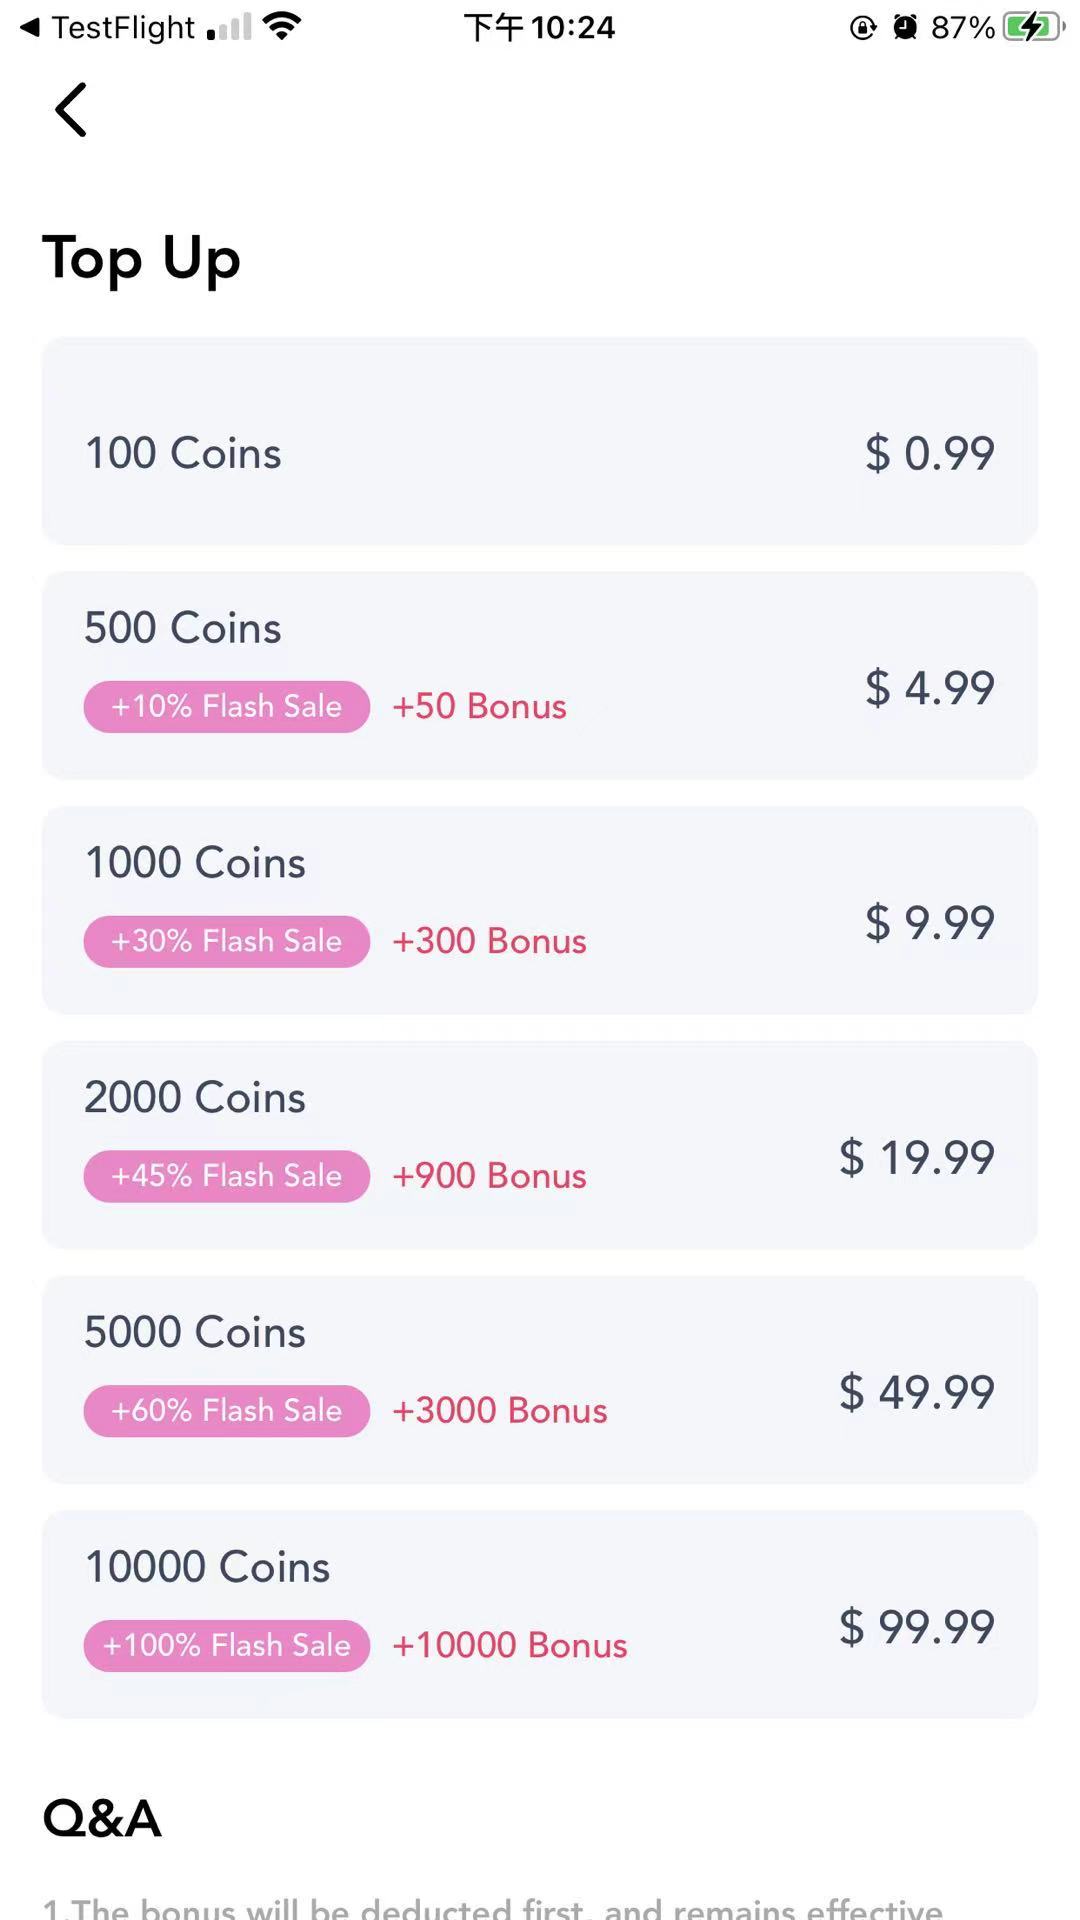 TestFlight
下午10:24
87%
Top Up
100 Coins
$ 0.99
500 Coins
+10% Flash Sale +50 Bonus
$ 4.99
1000 Coins
+30% Flash Sale +300 Bonus
$ 9.99
2000 Coins
+45% Flash Sale +900 Bonus
$ 19.99
5000 Coins
+60% Flash Sale +3000 Bonus
$ 49.99
10000 Coins
+100% Flash Sale +10000 Bonus
$ 99.99
Q&A
1.The bonus will be deducted first, and remains effective